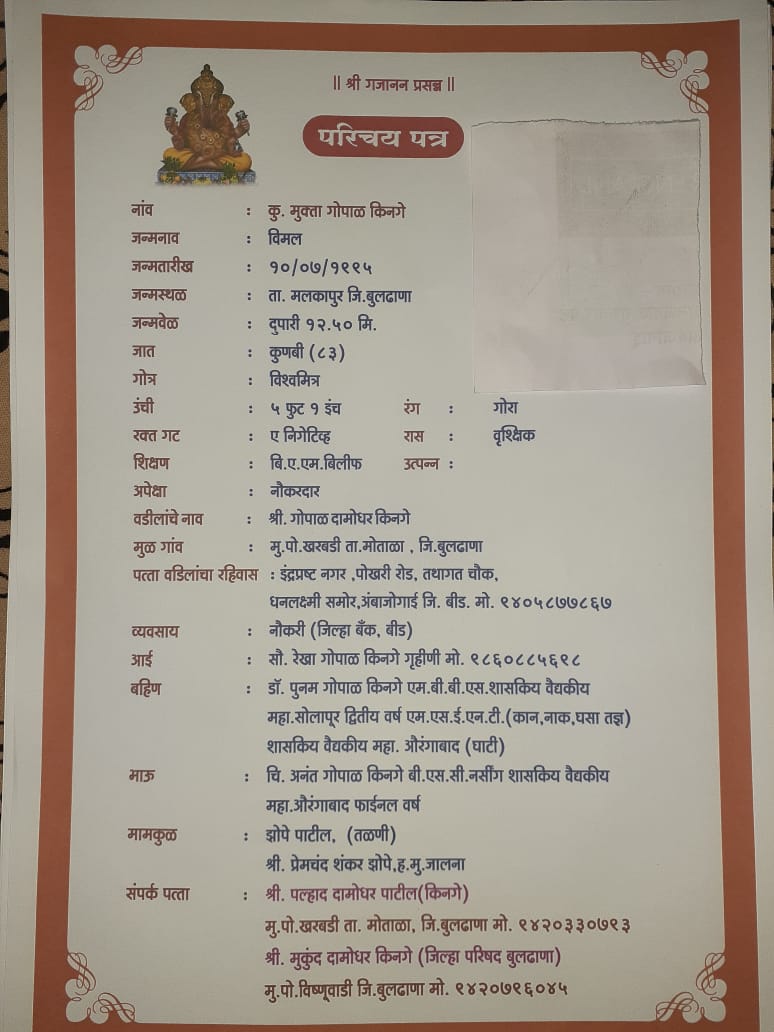 ॥ श्री गजानन प्रसन्न ॥
परिचय पत्र
नांव : कु. मुक्ता गोपाळ किनगे
जन्मनाव : विमल
जन्मतारीख : १०/०७/१९९५
जन्मस्थळ : ता. मलकापुर जि.बुलढाणा
जन्मवेळ : दुपारी १२.५० मि.
जात : कुणबी (८३)
गोत्र : विश्वमित्र
उंची : ५ फुट १ इंच रंग : गोरा
रक्त गट : ए निगेटिव्ह रास : वृश्चिक
शिक्षण : बि.ए.एम.बिलीफ उत्पन्न :
अपेक्षा : नौकरदार
वडीलांचे नाव : श्री. गोपाळ दामोधर किनगे
मुळ गांव : मु.पो.खरबडी ता.मोताळा , जि.बुलढाणा
पत्ता वडिलांचा रहिवास : इंद्रप्रष्ट नगर ,पोखरी रोड, तथागत चौक,
धनलक्ष्मी समोर,अंबाजोगाई जि. बीड. मो. ९४०५८७७८६७
व्यवसाय : नौकरी (जिल्हा बँक, बीड)
आई : सौ. रेखा गोपाळ किनगे गृहीणी मो. ९८६०८८५६९८
बहिण : डॉ. पुनम गोपाळ किनगे एम.बी.बी.एस.शासकिय वैद्यकीय
महा.सोलापूर द्वितीय वर्ष एम.एस.ई.एन.टी.(कान,नाक,घसा तज्ञ)
शासकिय वैद्यकीय महा. औरंगाबाद (घाटी)
भाऊ : चि. अनंत गोपाळ किनगे बी.एस.सी.नर्सींग शासकिय वैद्यकीय
महा.औरंगाबाद फाईनल वर्ष
मामकुळ : झोपे पाटील, (तळणी)
श्री. प्रेमचंद शंकर झोपे,ह.मु.जालना
संपर्क पत्ता : श्री. पल्हाद दामोधर पाटील(किनगे)
मु.पो.खरबडी ता. मोताळा, जि.बुलढाणा मो. ९४२०३३०७९३
श्री. मुकुंद दामोधर किनगे (जिल्हा परिषद बुलढाणा)
मु.पो.विष्णूवाडी जि.बुलढाणा मो. ९४२०७९६०४५